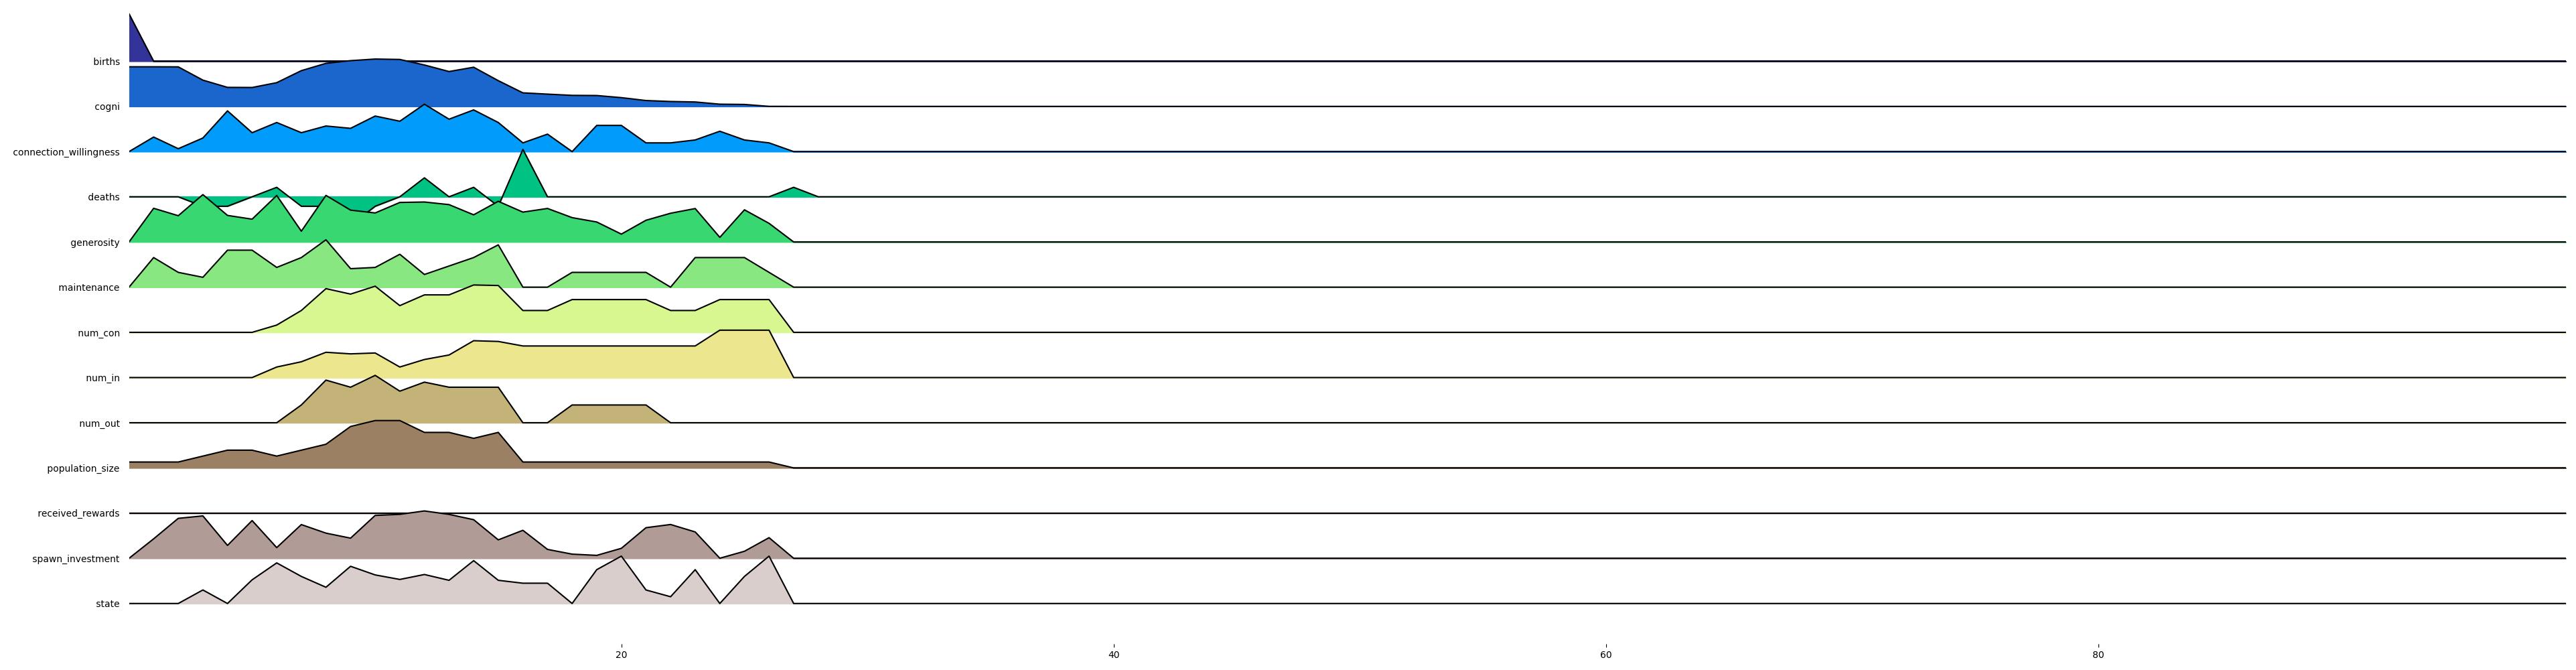 births
cogni
connection_willingness
deaths
generosity
maintenance
num_con
num_in
num_out
population_size
received_rewards
spawn_investment
state
20 40 60 80